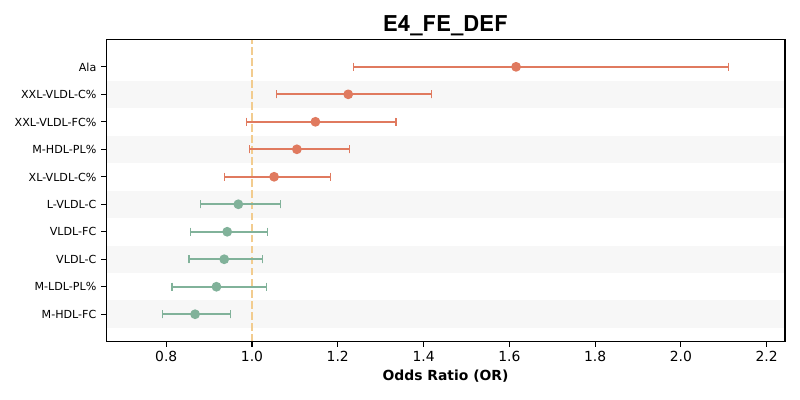 E4_FE_DEF
Ala
XXL-VLDL-C%
XXL-VLDL-FC%
M-HDL-PL%
XL-VLDL-C%
L-VLDL-C
VLDL-FC
VLDL-C
M-LDL-PL%
M-HDL-FC
0.8 1.0 1.2 1.4 1.6 1.8 2.0 2.2
Odds Ratio (OR)